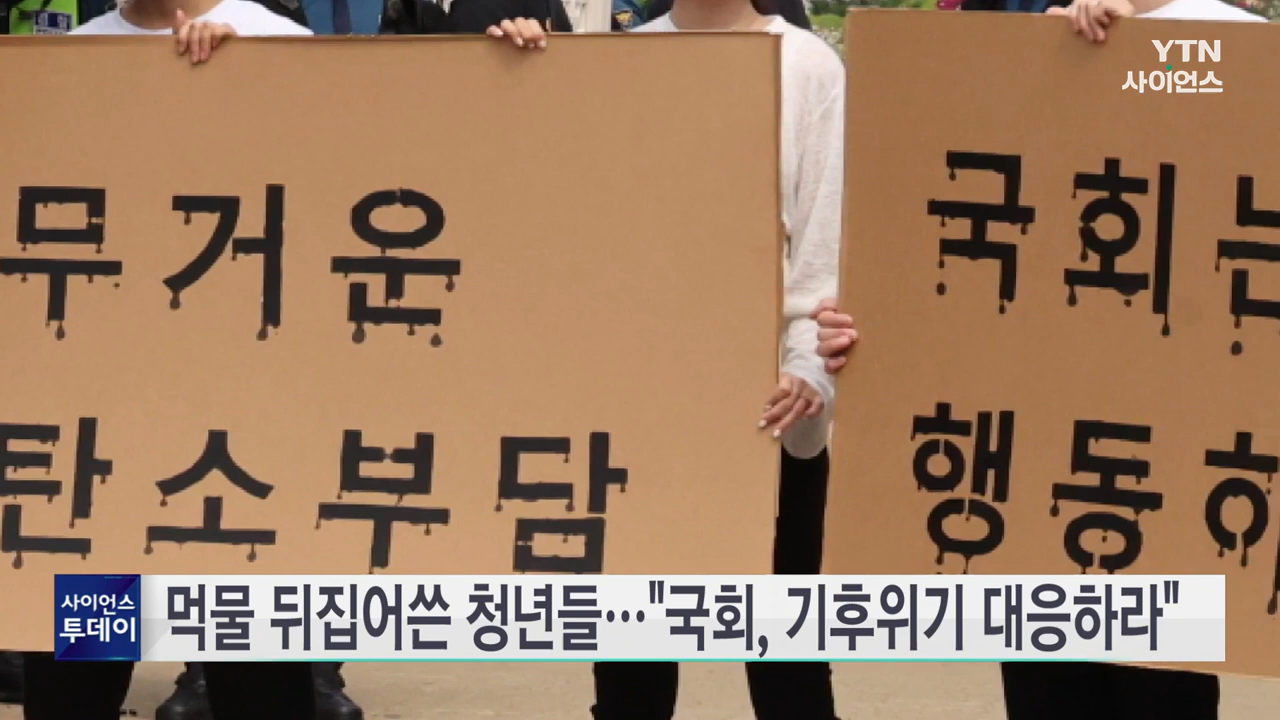 YTN
사이언스
무거운
탄소부담
국회는
행동하
사이언스
투데이
먹물 뒤집어쓴 청년들…"국회, 기후위기 대응하라"